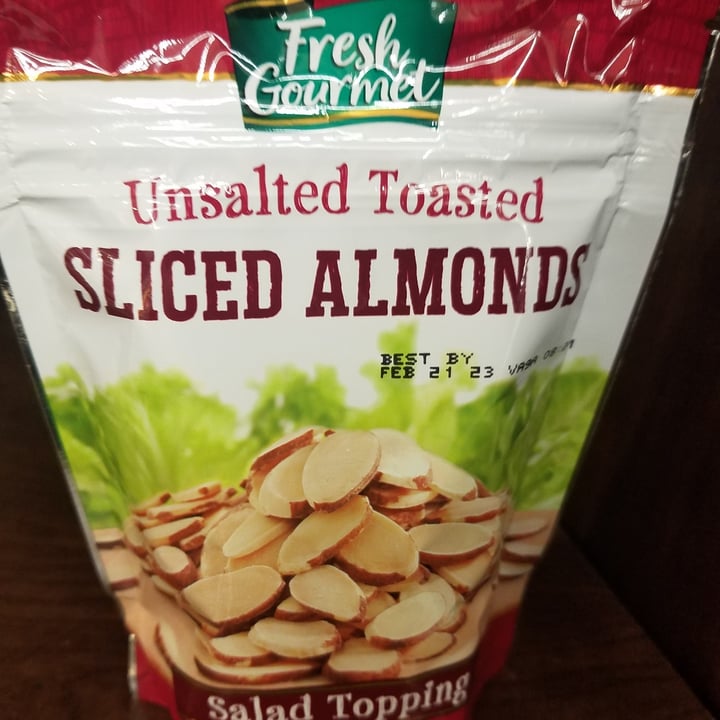 Fresh
Gourmet
Unsalted Toasted
SLICED ALMONDS
BEST BY
FEB 21 23
Salad Topping